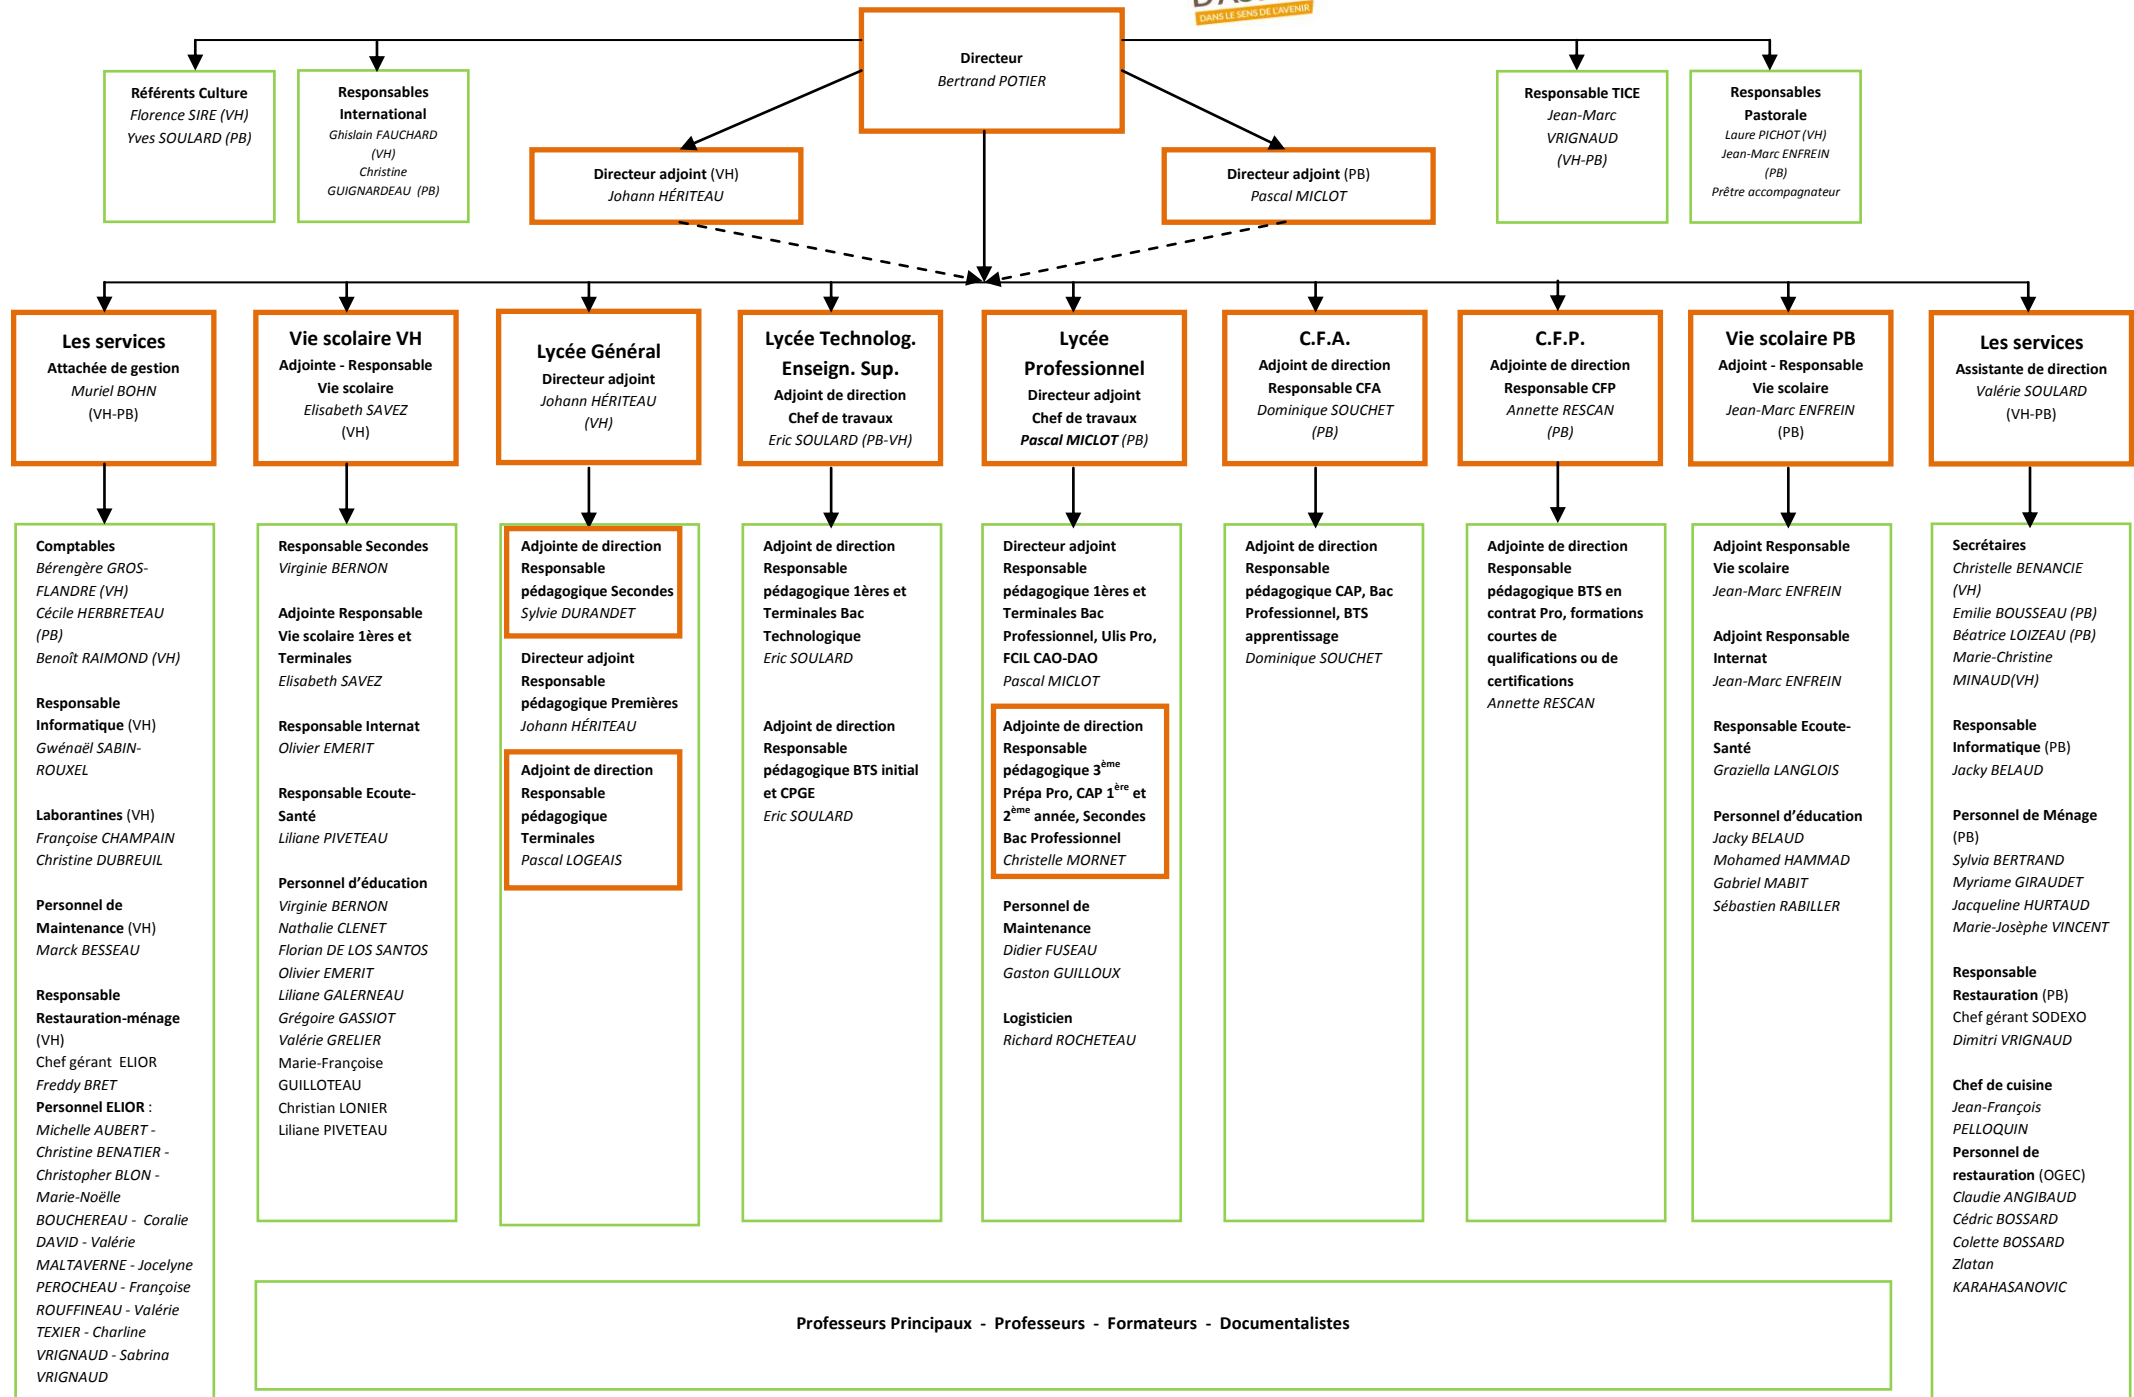 DANS LE SENS DE L'AVENIR
Directeur
Bertrand POTIER
Référents Culture
Florence SIRE (VH)
Yves SOULARD (PB)
Responsables
International
Ghislain FAUCHARD
(VH)
Christine
GUIGNARDEAU (PB)
Responsable TICE
Jean-Marc
VRIGNAUD
(VH-PB)
Responsables
Pastorale
Laure PICHOT (VH)
Jean-Marc ENFREIN
(PB)
Prêtre accompagnateur
Directeur adjoint (VH)
Johann HÉRITEAU
Directeur adjoint (PB)
Pascal MICLOT
Les services
Attachée de gestion
Muriel BOHN
(VH-PB)
Vie scolaire VH
Adjointe - Responsable
Vie scolaire
Elisabeth SAVEZ
(VH)
Lycée Général
Directeur adjoint
Johann HÉRITEAU
(VH)
Lycée Technolog.
Enseign. Sup.
Adjoint de direction
Chef de travaux
Eric SOULARD (PB-VH)
Lycée
Professionnel
Directeur adjoint
Chef de travaux
Pascal MICLOT (PB)
C.F.A.
Adjoint de direction
Responsable CFA
Dominique SOUCHET
(PB)
C.F.P.
Adjointe de direction
Responsable CFP
Annette RESCAN
(PB)
Vie scolaire PB
Adjoint - Responsable
Vie scolaire
Jean-Marc ENFREIN
(PB)
Les services
Assistante de direction
Valérie SOULARD
(VH-PB)
Comptables
Bérengère GROS-
FLANDRE (VH)
Cécile HERBRETEAU
(PB)
Benoît RAIMOND (VH)
Responsable
Informatique (VH)
Gwénaël SABIN-
ROUXEL
Laborantines (VH)
Françoise CHAMPAIN
Christine DUBREUIL
Personnel de
Maintenance (VH)
Marck BESSEAU
Responsable
Restauration-ménage
(VH)
Chef gérant ELIOR
Freddy BRET
Personnel ELIOR :
Michelle AUBERT -
Christine BENATIER -
Christopher BLON -
Marie-Noëlle
BOUCHEREAU - Coralie
DAVID - Valérie
MALTAVERNE - Jocelyne
PEROCHEAU - Françoise
ROUFFINEAU - Valérie
TEXIER - Charline
VRIGNAUD - Sabrina
VRIGNAUD
Responsable Secondes
Virginie BERNON
Adjointe Responsable
Vie scolaire 1ères et
Terminales
Elisabeth SAVEZ
Responsable Internat
Olivier EMERIT
Responsable Ecoute-
Santé
Liliane PIVETEAU
Personnel d'éducation
Virginie BERNON
Nathalie CLENET
Florian DE LOS SANTOS
Olivier EMERIT
Liliane GALERNEAU
Grégoire GASSIOT
Valérie GRELIER
Marie-Françoise
GUILLOTEAU
Christian LONIER
Liliane PIVETEAU
Adjointe de direction
Responsable
pédagogique Secondes
Sylvie DURANDET
Directeur adjoint
Responsable
pédagogique Premières
Johann HÉRITEAU
Adjoint de direction
Responsable
pédagogique
Terminales
Pascal LOGEAIS
Adjoint de direction
Responsable
pédagogique 1ères et
Terminales Bac
Technologique
Eric SOULARD
Adjoint de direction
Responsable
pédagogique BTS initial
et CPGE
Eric SOULARD
Directeur adjoint
Responsable
pédagogique 1ères et
Terminales Bac
Professionnel, Ulis Pro,
FCIL CAO-DAO
Pascal MICLOT
Adjointe de direction
Responsable
pédagogique 3ème
Prépa Pro, CAP 1ère et
2ème année, Secondes
Bac Professionnel
Christelle MORNET
Personnel de
Maintenance
Didier FUSEAU
Gaston GUILLOUX
Logisticien
Richard ROCHETEAU
Adjoint de direction
Responsable
pédagogique CAP, Bac
Professionnel, BTS
apprentissage
Dominique SOUCHET
Adjointe de direction
Responsable
pédagogique BTS en
contrat Pro, formations
courtes de
qualifications ou de
certifications
Annette RESCAN
Adjoint Responsable
Vie scolaire
Jean-Marc ENFREIN
Adjoint Responsable
Internat
Jean-Marc ENFREIN
Responsable Ecoute-
Santé
Graziella LANGLOIS
Personnel d'éducation
Jacky BELAUD
Mohamed HAMMAD
Gabriel MABIT
Sébastien RABILLER
Secrétaires
Christelle BENANCIE
(VH)
Emilie BOUSSEAU (PB)
Béatrice LOIZEAU (PB)
Marie-Christine
MINAUD(VH)
Responsable
Informatique (PB)
Jacky BELAUD
Personnel de Ménage
(PB)
Sylvia BERTRAND
Myriame GIRAUDET
Jacqueline HURTAUD
Marie-Josèphe VINCENT
Responsable
Restauration (PB)
Chef gérant SODEXO
Dimitri VRIGNAUD
Chef de cuisine
Jean-François
PELLOQUIN
Personnel de
restauration (OGEC)
Claudie ANGIBAUD
Cédric BOSSARD
Colette BOSSARD
Zlatan
KARAHASANOVIC
Professeurs Principaux - Professeurs - Formateurs - Documentalistes